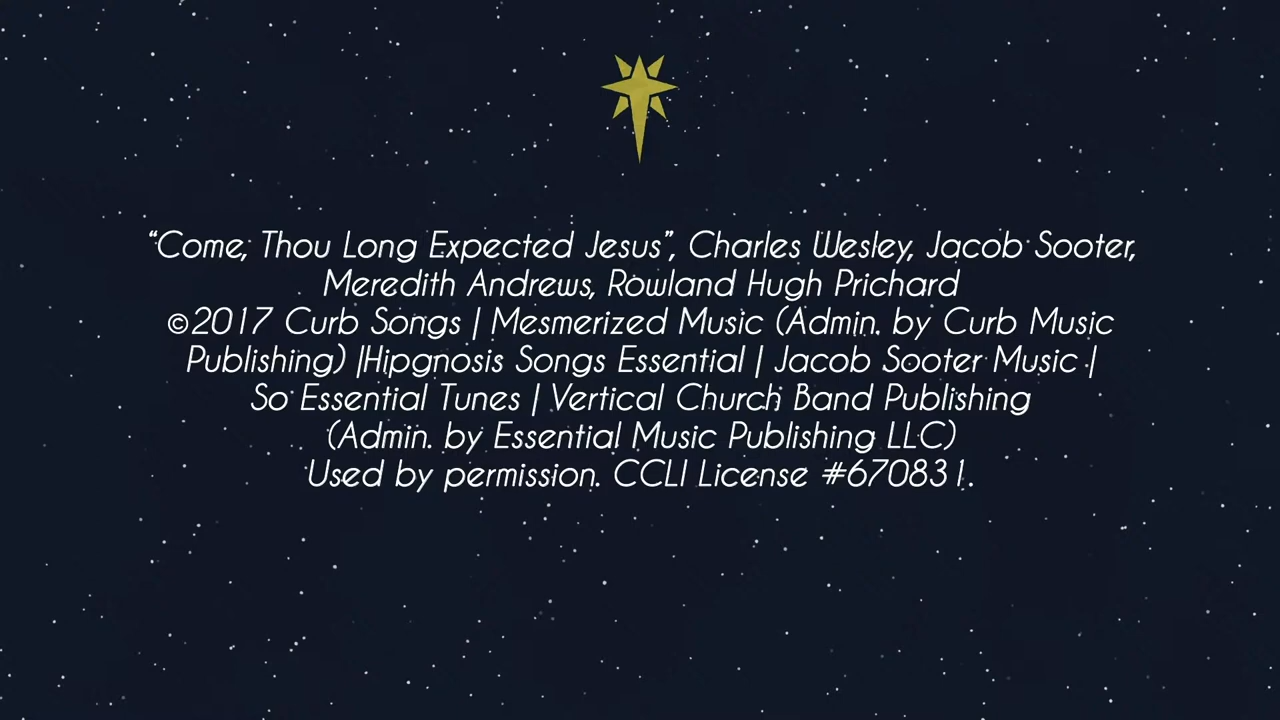 “Come, Thou Long Expected Jesus”, Charles Wesley, Jacob Sooter,
Meredith Andrews, Rowland Hugh Prichard
©2017 Curb Songs | Mesmerized Music (Admin. by Curb Music
Publishing) |Hipgnosis Songs Essential | Jacob Sooter Music |
So Essential Tunes | Vertical Church Band Publishing
(Admin. by Essential Music Publishing LLC)
Used by permission. CCLI License #670831.